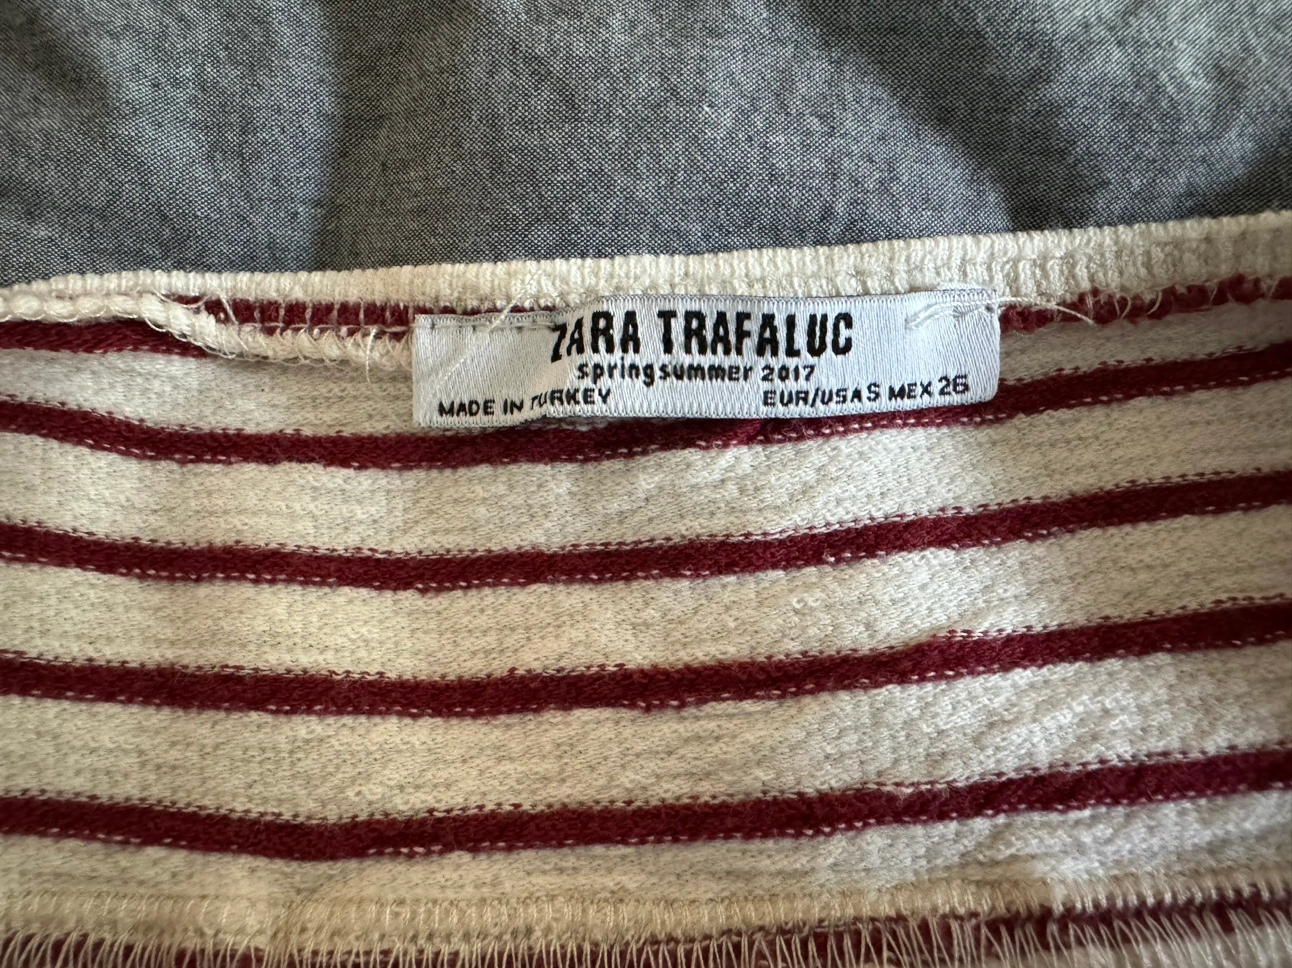 ZARA TRAFALUC
springsummer 2017
MADE IN TURKEY EUR/USA S MEX 26